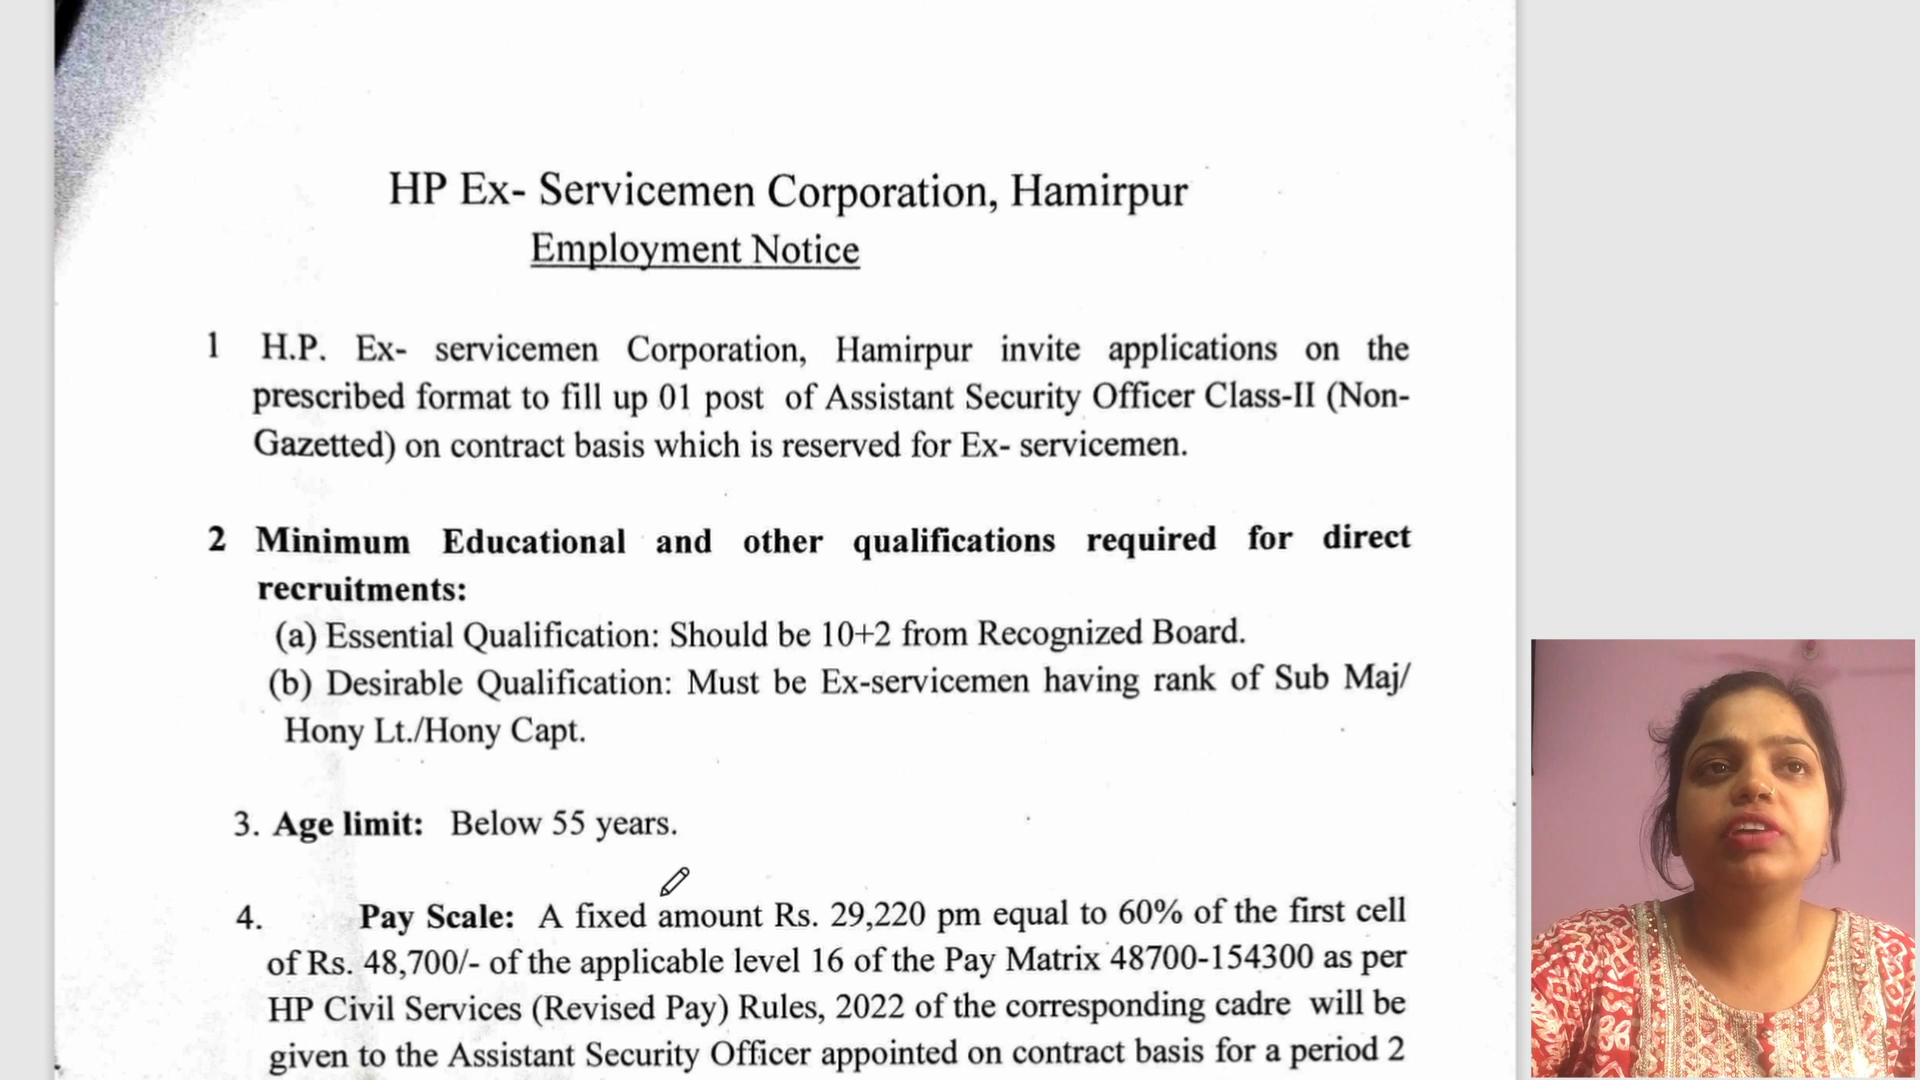 HP Ex- Servicemen Corporation, Hamirpur
Employment Notice
1 H.P. Ex- servicemen Corporation, Hamirpur invite applications on the
prescribed format to fill up 01 post of Assistant Security Officer Class-II (Non-
Gazetted) on contract basis which is reserved for Ex- servicemen.
2 Minimum Educational and other qualifications required for direct
recruitments:
(a) Essential Qualification: Should be 10+2 from Recognized Board.
(b) Desirable Qualification: Must be Ex-servicemen having rank of Sub Maj/
Hony Lt./Hony Capt.
3. Age limit: Below 55 years.
4. Pay Scale: A fixed amount Rs. 29,220 pm equal to 60% of the first cell
of Rs. 48,700/- of the applicable level 16 of the Pay Matrix 48700-154300 as per
HP Civil Services (Revised Pay) Rules, 2022 of the corresponding cadre will be
given to the Assistant Security Officer appointed on contract basis for a period 2